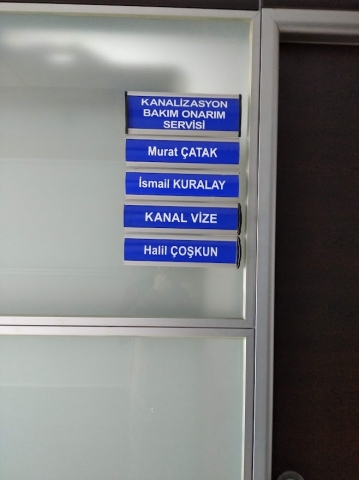 KANALİZASYON
BAKIM ONARIM
SERVİSİ
Murat ÇATAK
İsmail KURALAY
KANAL VİZE
Halil ÇOŞKUN